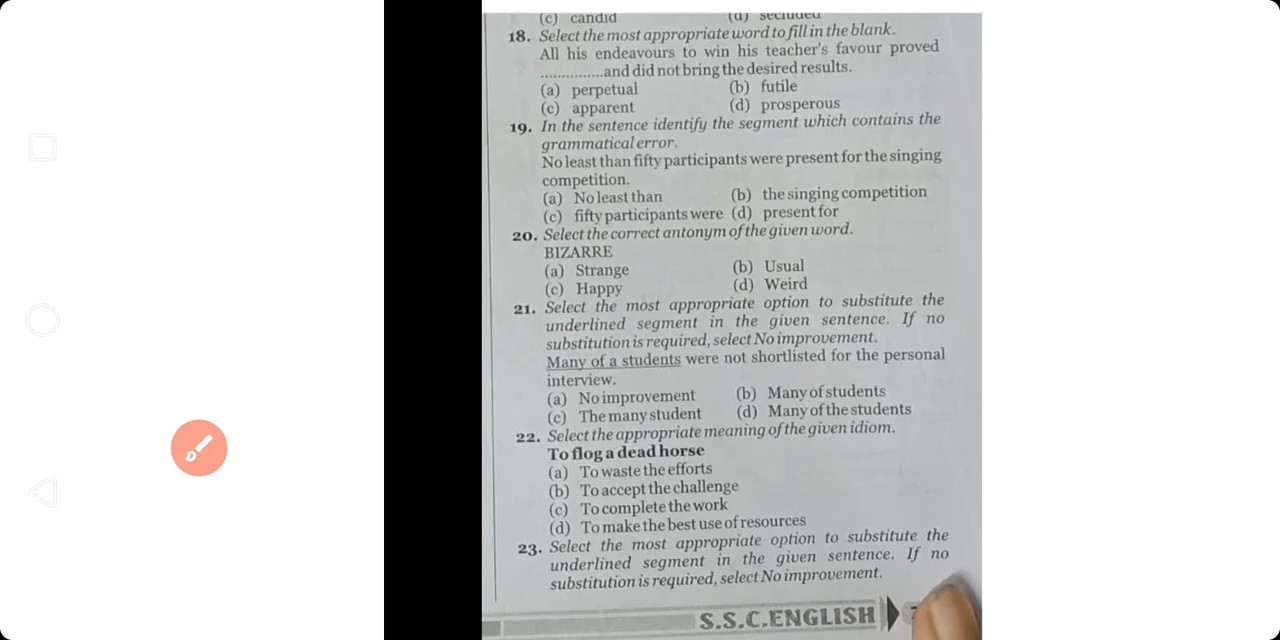 (c) candid (d) secluded
18. Select the most appropriate word to fill in the blank.
All his endeavours to win his teacher's favour proved
...............and did not bring the desired results.
(a) perpetual (b) futile
(c) apparent (d) prosperous
19. In the sentence identify the segment which contains the
grammatical error.
No least than fifty participants were present for the singing
competition.
(a) No least than (b) the singing competition
(c) fifty participants were (d) present for
20. Select the correct antonym of the given word.
BIZARRE
(a) Strange (b) Usual
(c) Happy (d) Weird
21. Select the most appropriate option to substitute the
underlined segment in the given sentence. If no
substitution is required, select No improvement.
Many of a students were not shortlisted for the personal
interview.
(a) No improvement (b) Many of students
(c) The many student (d) Many of the students
22. Select the appropriate meaning of the given idiom.
To flog a dead horse
(a) To waste the efforts
(b) To accept the challenge
(c) To complete the work
(d) To make the best use of resources
23. Select the most appropriate option to substitute the
underlined segment in the given sentence. If no
substitution is required, select No improvement.
S.S.C.ENGLISH